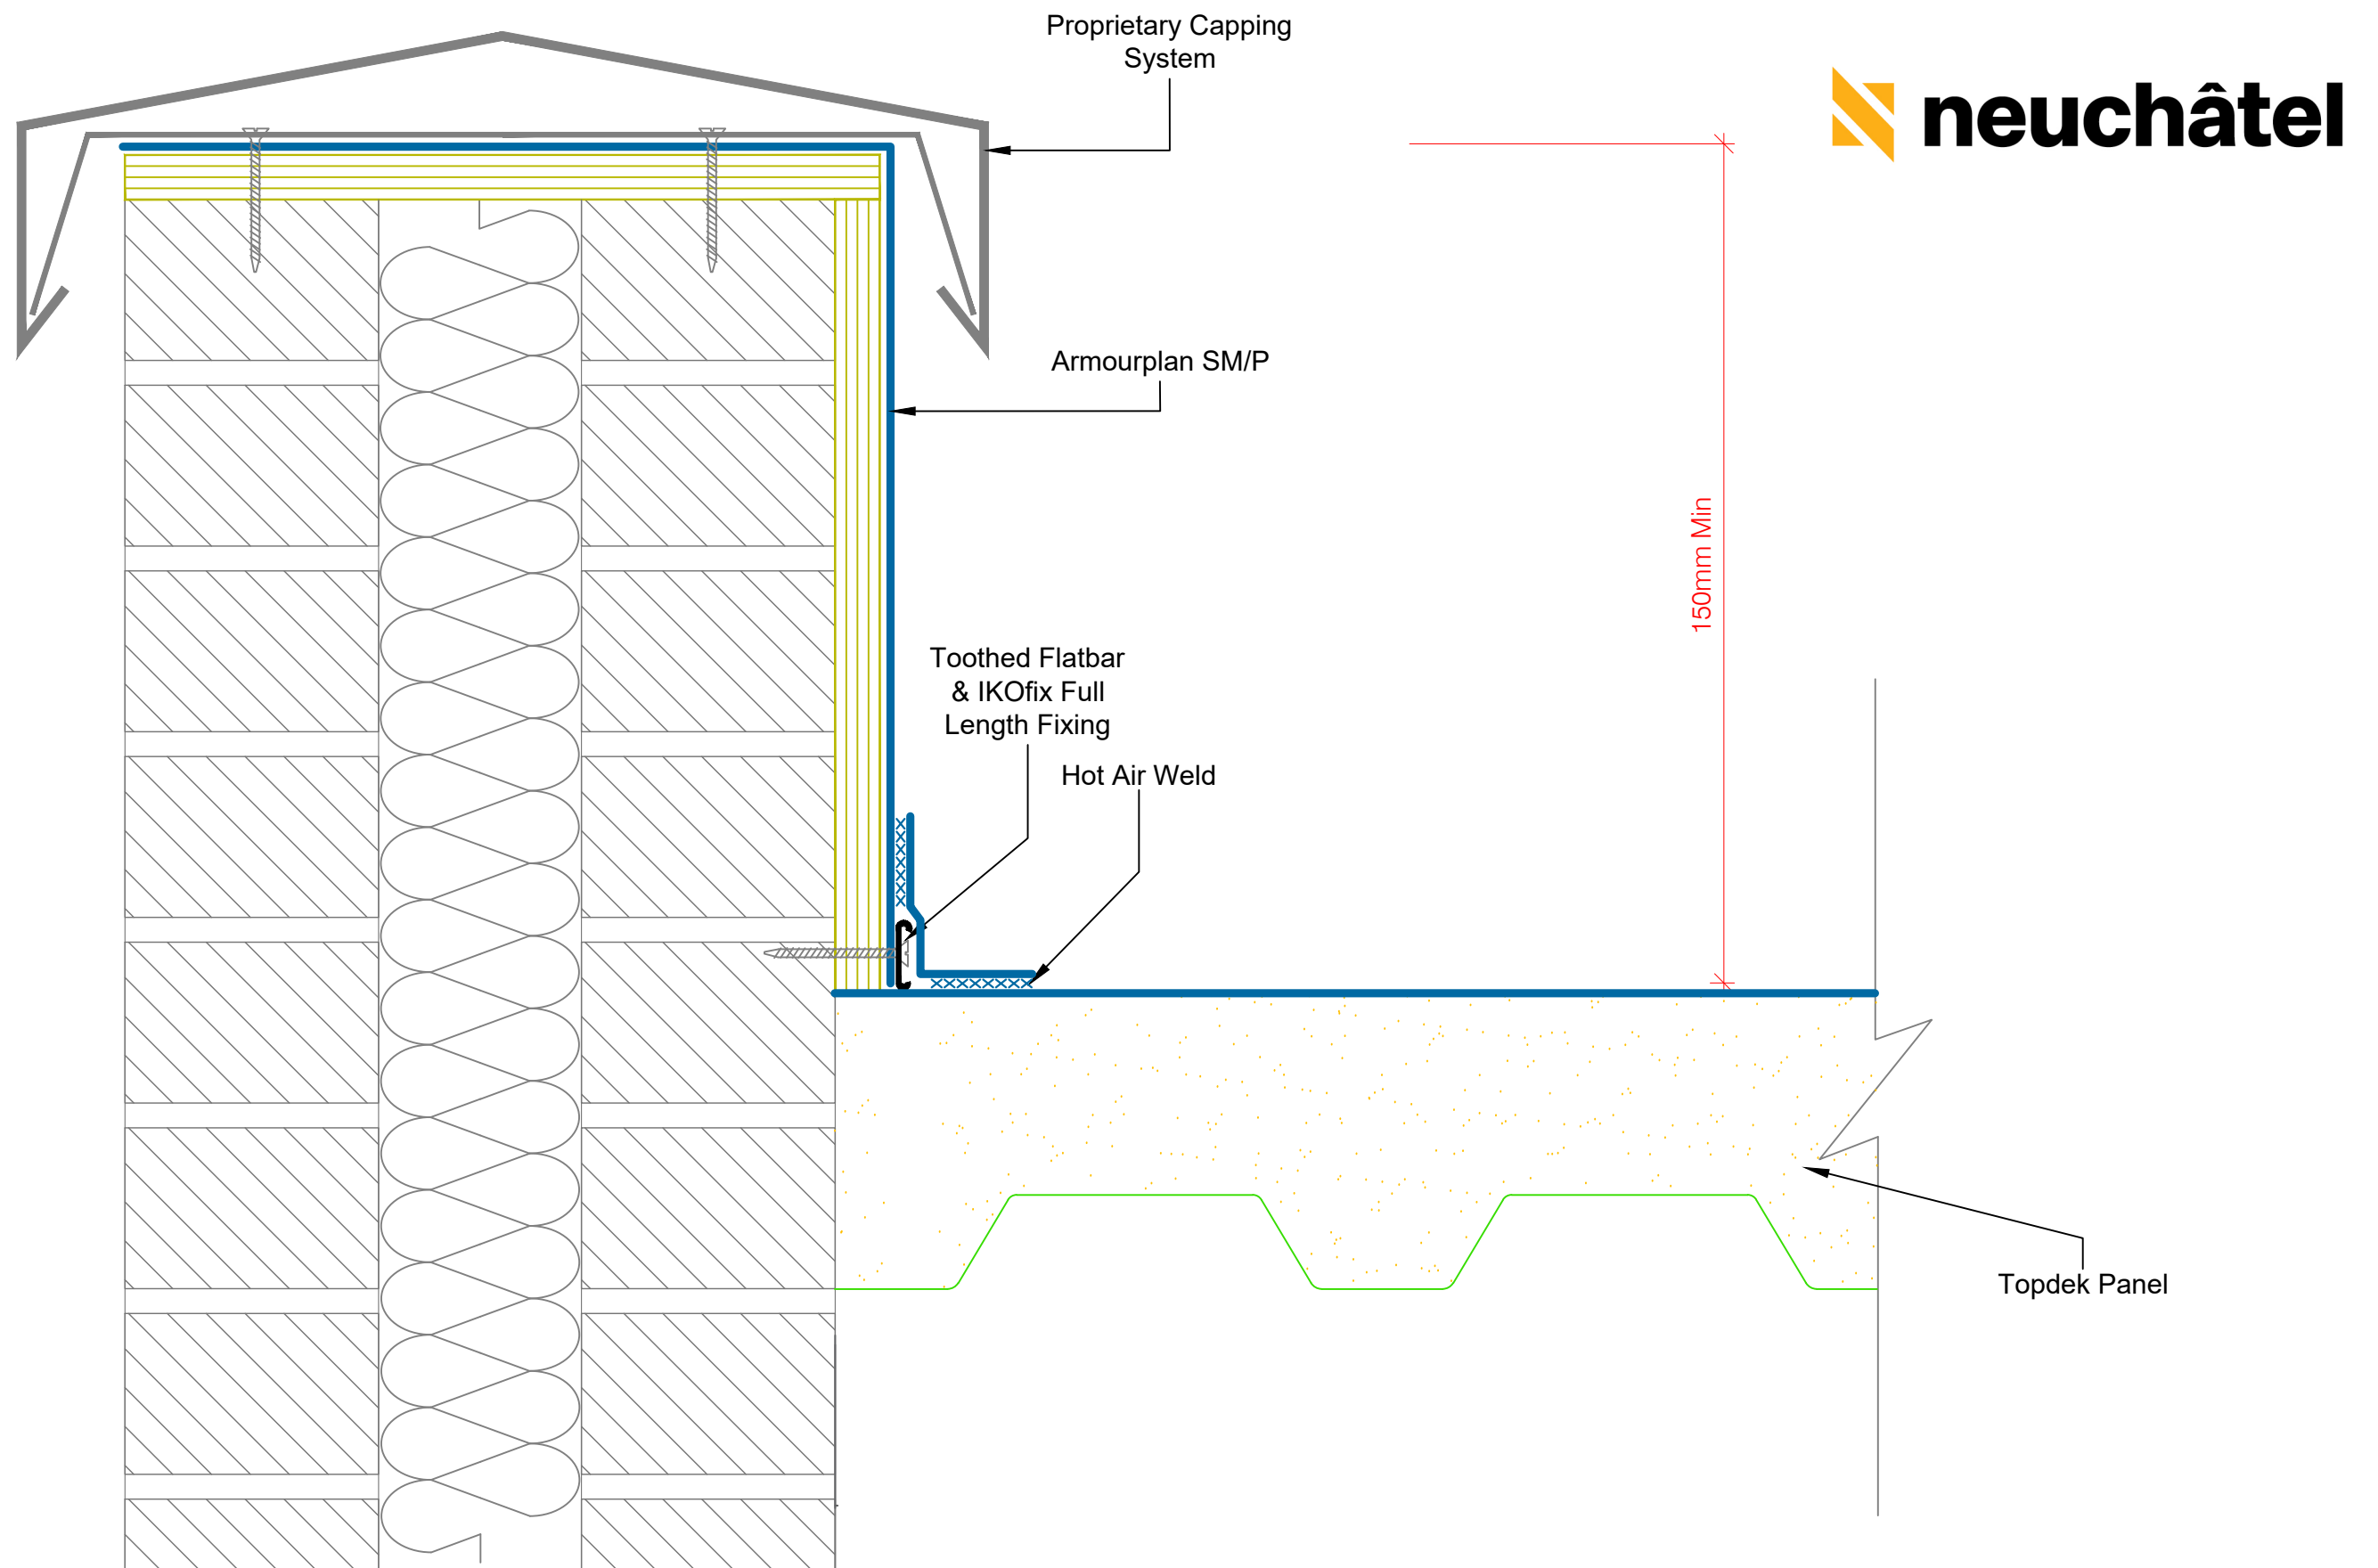 Proprietary Capping
System
neuchâtel
Armourplan SM/P
150mm Min
Toothed Flatbar
& IKOfix Full
Length Fixing
Hot Air Weld
Topdek Panel